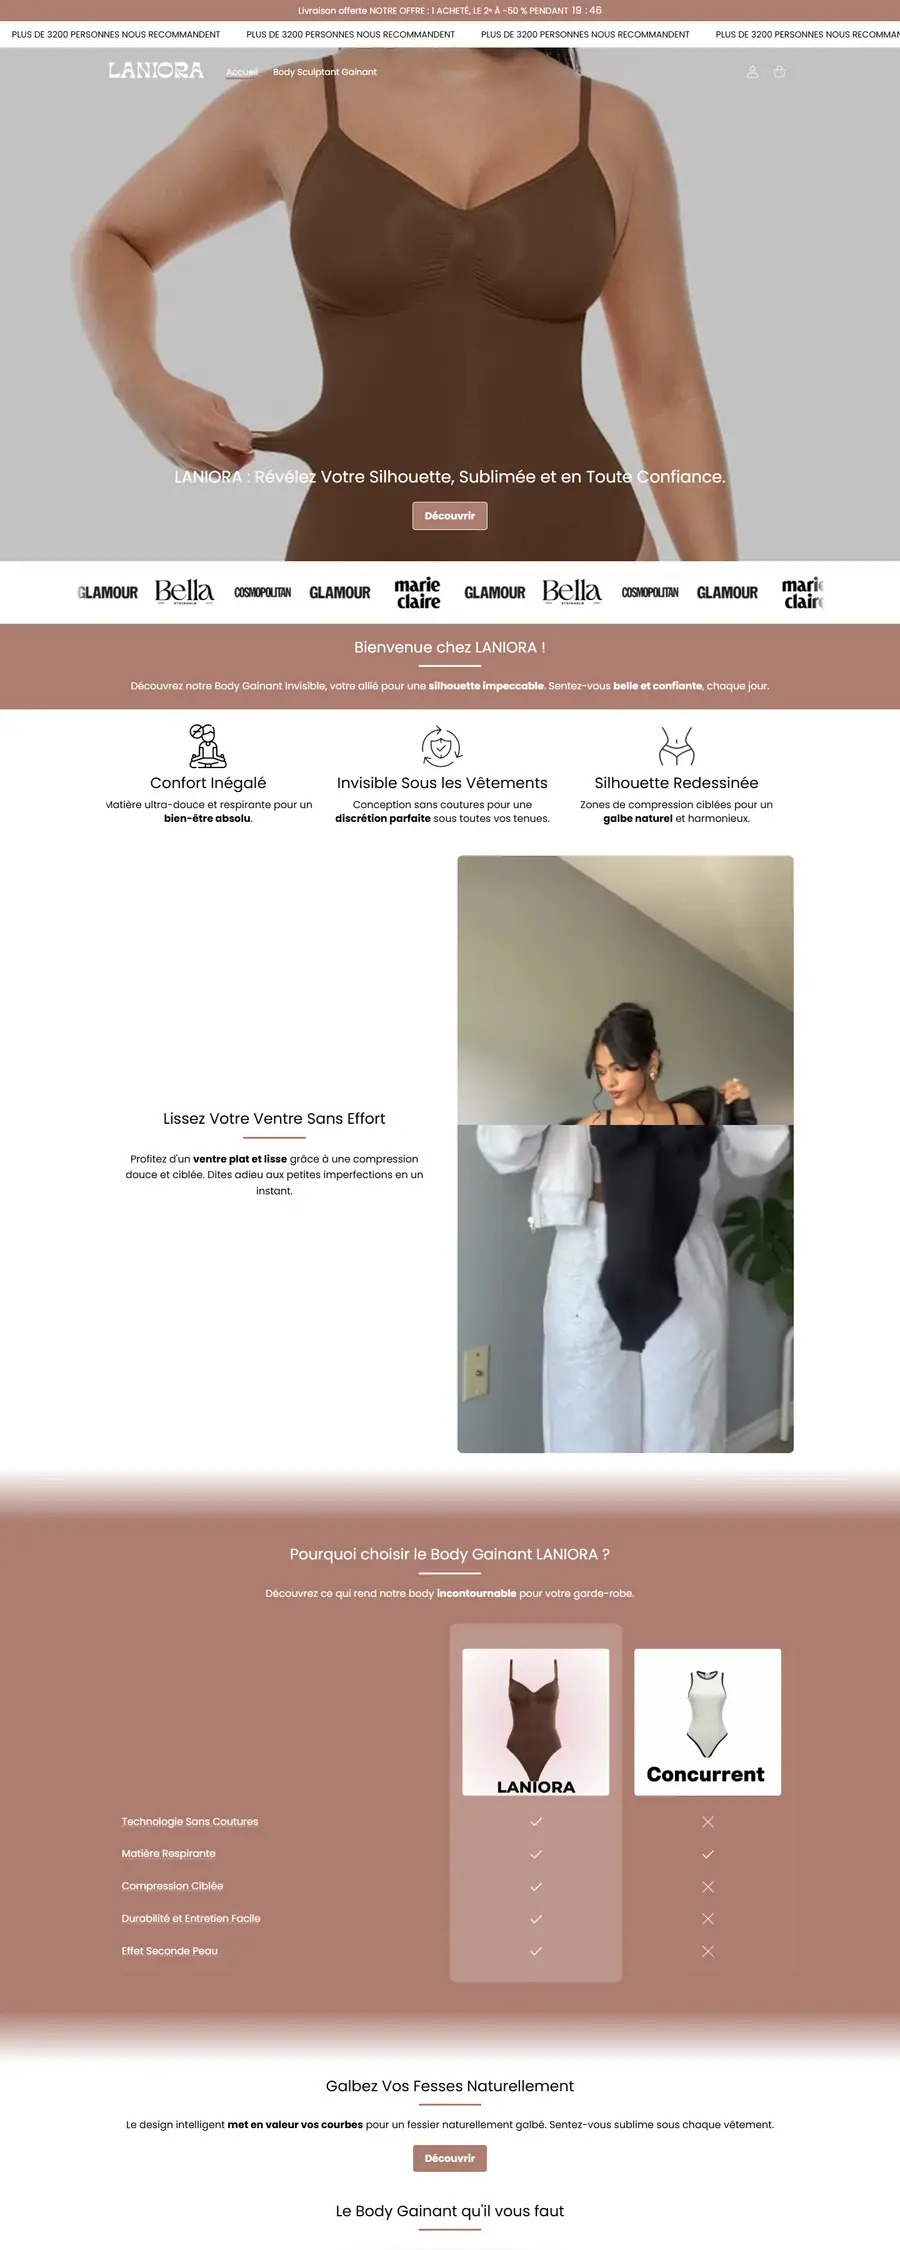 Livraison offerte NOTRE OFFRE : 1 ACHETÉ, LE 2ᵉ À -50 % PENDANT 19 : 46
PLUS DE 3200 PERSONNES NOUS RECOMMANDENT PLUS DE 3200 PERSONNES NOUS RECOMMANDENT PLUS DE 3200 PERSONNES NOUS RECOMMANDENT PLUS DE 3200 PERSONNES NOUS RECOMMAN
LANIORA Accueil Body Sculptant Gainant
LANIORA : Révélez Votre Silhouette, Sublimée et en Toute Confiance.
Découvrir
GLAMOUR Bella COSMOPOLITAN GLAMOUR marie claire GLAMOUR Bella COSMOPOLITAN GLAMOUR marie claire
Bienvenue chez LANIORA !
Découvrez notre Body Gainant Invisible, votre allié pour une silhouette impeccable. Sentez-vous belle et confiante, chaque jour.
Confort Inégalé
Matière ultra-douce et respirante pour un
bien-être absolu.
Invisible Sous les Vêtements
Conception sans coutures pour une
discrétion parfaite sous toutes vos tenues.
Silhouette Redessinée
Zones de compression ciblées pour un
galbe naturel et harmonieux.
Lissez Votre Ventre Sans Effort
Profitez d'un ventre plat et lisse grâce à une compression
douce et ciblée. Dites adieu aux petites imperfections en un
instant.
Pourquoi choisir le Body Gainant LANIORA ?
Découvrez ce qui rend notre body incontournable pour votre garde-robe.
LANIORA
Concurrent
Technologie Sans Coutures
Matière Respirante
Compression Ciblée
Durabilité et Entretien Facile
Effet Seconde Peau
Galbez Vos Fesses Naturellement
Le design intelligent met en valeur vos courbes pour un fessier naturellement galbé. Sentez-vous sublime sous chaque vêtement.
Découvrir
Le Body Gainant qu'il vous faut